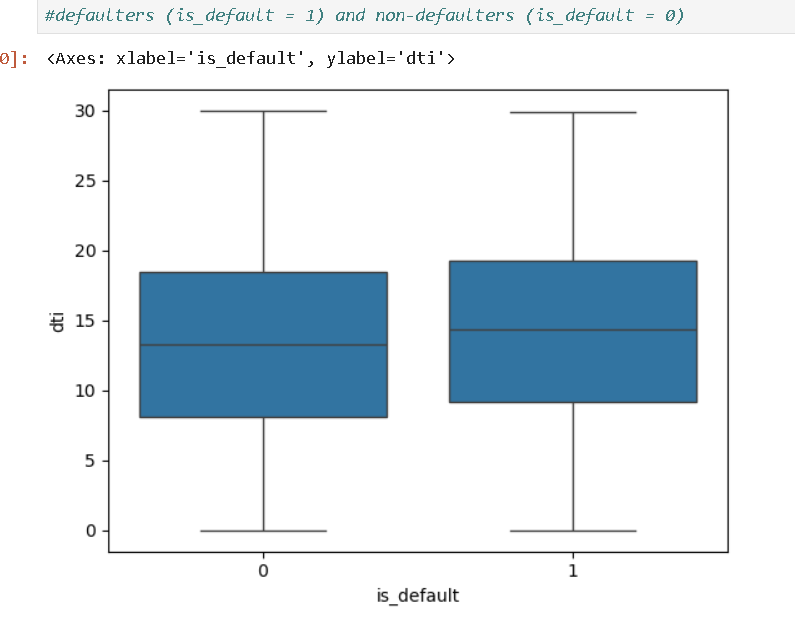 #defaulters (is_default = 1) and non-defaulters (is_default = 0)
0]: <Axes: xlabel='is_default', ylabel='dti'>
30
25
20
15
10
5
0
dti
0 1
is_default